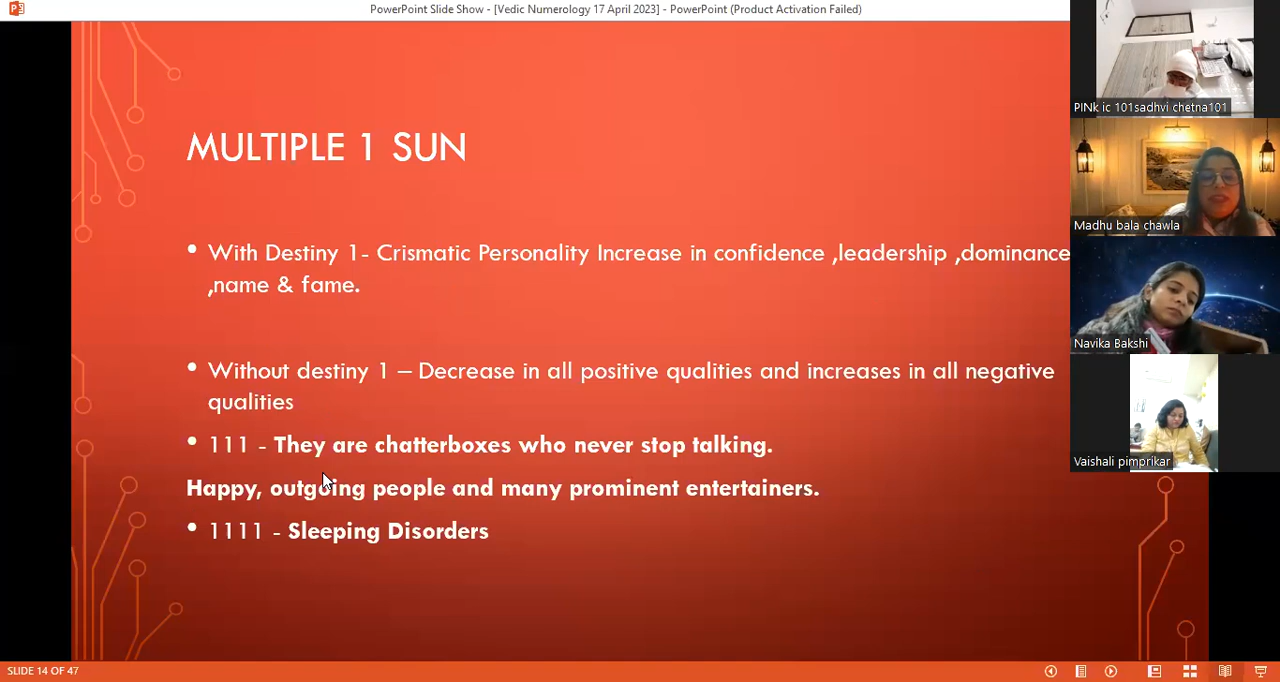 PowerPoint Slide Show - [Vedic Numerology 17 April 2023] - PowerPoint (Product Activation Failed)
MULTIPLE 1 SUN
• With Destiny 1- Crismatic Personality Increase in confidence ,leadership ,dominance
,name & fame.
• Without destiny 1 – Decrease in all positive qualities and increases in all negative
qualities
• 111 - They are chatterboxes who never stop talking.
Happy, outgoing people and many prominent entertainers.
• 1111 - Sleeping Disorders
PINk ic 101sadhvi chetna101
Madhu bala chawla
Navika Bakshi
Vaishali pimprikar
SLIDE 14 OF 47